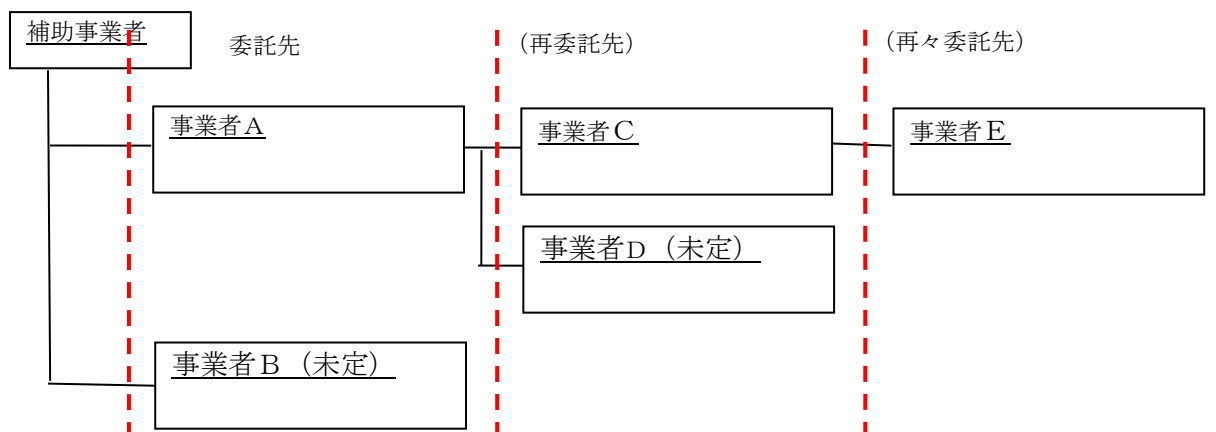 補助事業者
委託先
(再委託先)
(再々委託先)
事業者A
事業者C
事業者E
事業者D（未定）
事業者B（未定）